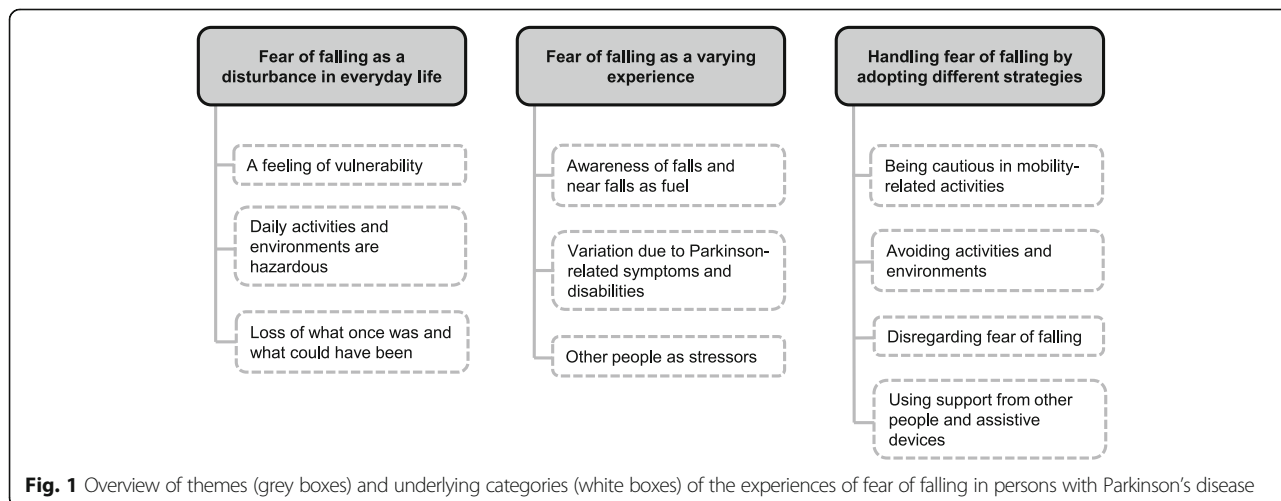 Fear of falling as a
disturbance in everyday life
A feeling of vulnerability
Daily activities and
environments are
hazardous
Loss of what once was and
what could have been
Fear of falling as a varying
experience
Awareness of falls and
near falls as fuel
Variation due to Parkinson-
related symptoms and
disabilities
Other people as stressors
Handling fear of falling by
adopting different strategies
Being cautious in mobility-
related activities
Avoiding activities and
environments
Disregarding fear of falling
Using support from other
people and assistive
devices
Fig. 1 Overview of themes (grey boxes) and underlying categories (white boxes) of the experiences of fear of falling in persons with Parkinson’s disease